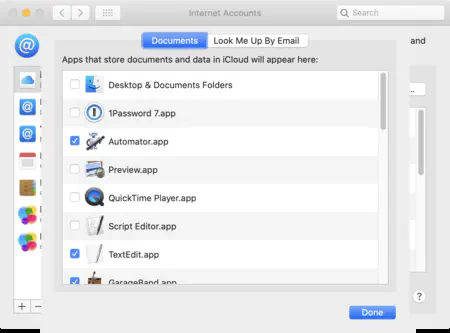 Internet Accounts
Search
Documents
Look Me Up By Email
and
Apps that store documents and data in iCloud will appear here:
Desktop & Documents Folders
1Password 7.app
...
Automator.app
Preview.app
QuickTime Player.app
Script Editor.app
TextEdit.app
GarageBand.app
?
Done